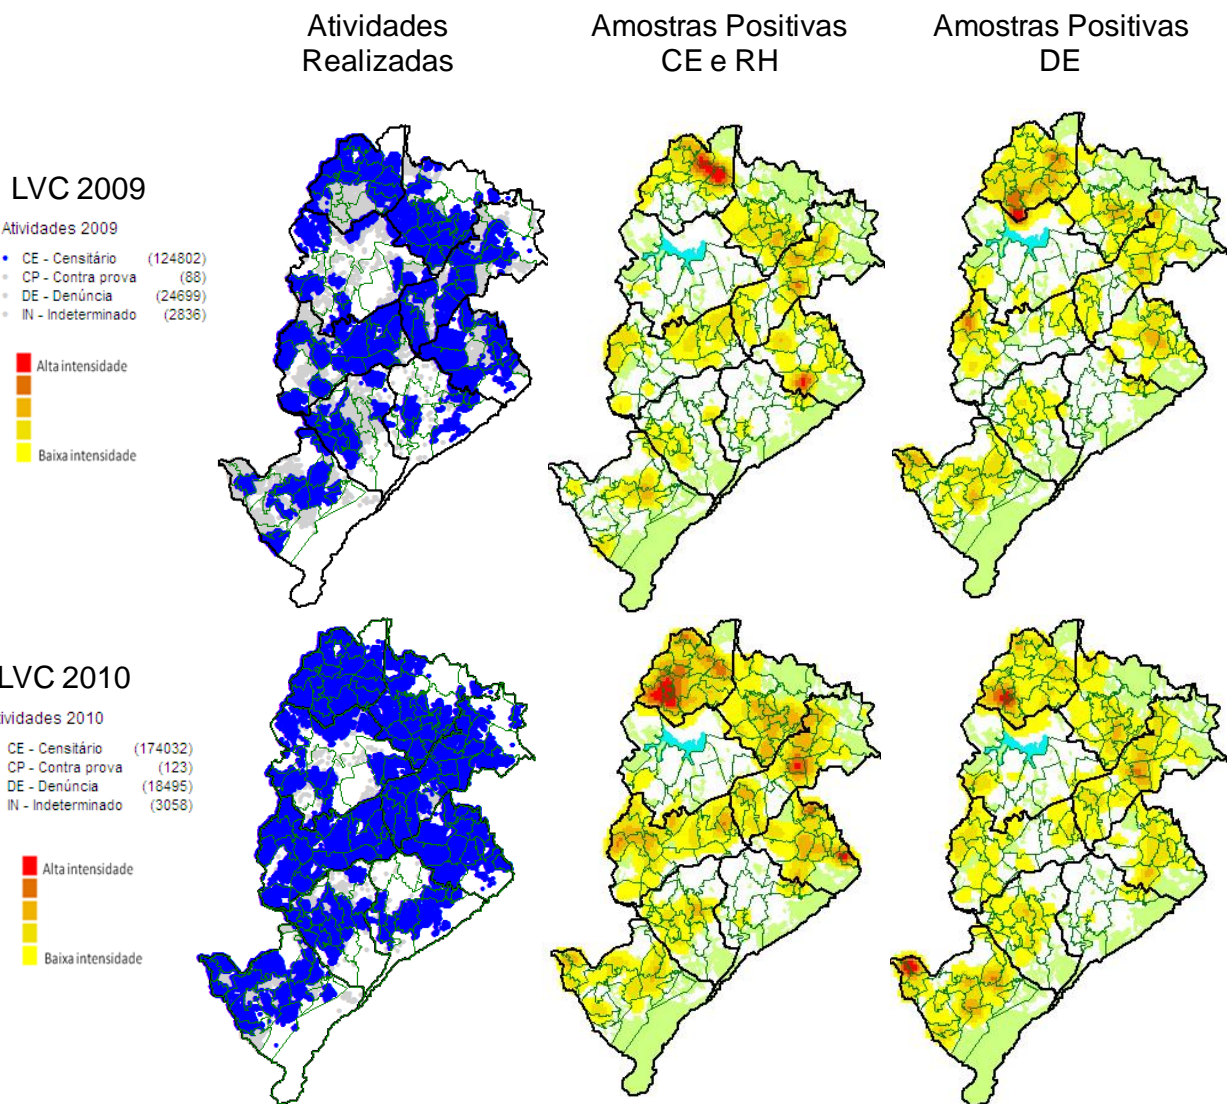 Atividades
Realizadas
Amostras Positivas
CE e RH
Amostras Positivas
DE
LVC 2009
Atividades 2009
CE - Censitário (124802)
CP - Contra prova (88)
DE - Denúncia (24699)
IN - Indeterminado (2836)
Alta intensidade
Baixa intensidade
LVC 2010
tividades 2010
CE - Censitário (174032)
CP - Contra prova (123)
DE - Denúncia (18495)
IN - Indeterminado (3058)
Alta intensidade
Baixa intensidade